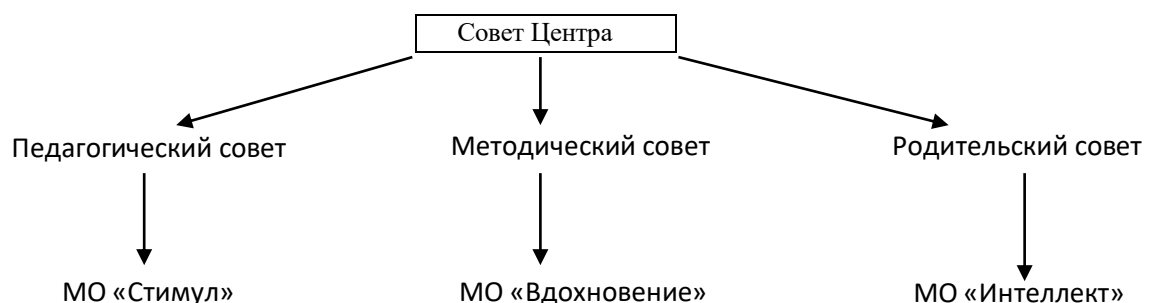 Совет Центра
Педагогический совет
Методический совет
Родительский совет
МО «Стимул»
МО «Вдохновение»
МО «Интеллект»